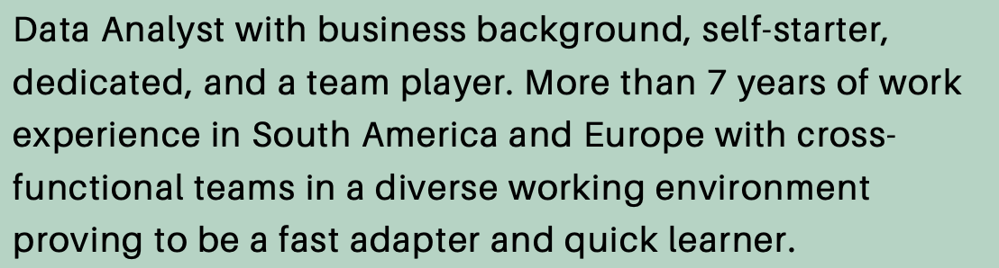 Data Analyst with business background, self-starter,
dedicated, and a team player. More than 7 years of work
experience in South America and Europe with cross-
functional teams in a diverse working environment
proving to be a fast adapter and quick learner.